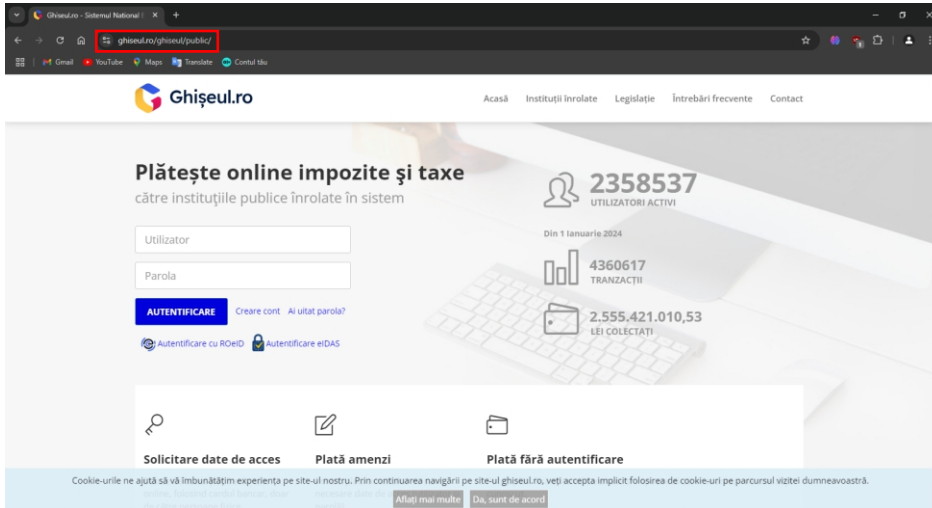 Ghiseul.ro - Sistemul National
ghiseul.ro/ghiseul/public/
Gmail YouTube Maps Translate Contul tău
Ghișeul.ro
Acasă Instituții înrolate Legislație Întrebări frecvente Contact
Plătește online impozite şi taxe
către instituţiile publice înrolate în sistem
2358537
UTILIZATORI ACTIVI
Utilizator
Din 1 Ianuarie 2024
Parola
4360617
TRANZACȚII
AUTENTIFICARE Creare cont Ai uitat parola?
2.555.421.010,53
LEI COLECTAȚI
Autentificare cu ROeID Autentificare eIDAS
Solicitare date de acces Plată amenzi Plată fără autentificare
Cookie-urile ne ajută să vă îmbunătățim experiența pe site-ul nostru. Prin continuarea navigării pe site-ul ghiseul.ro, veți accepta implicit folosirea de cookie-uri pe parcursul vizitei dumneavoastră.
Aflați mai multe Da, sunt de acord